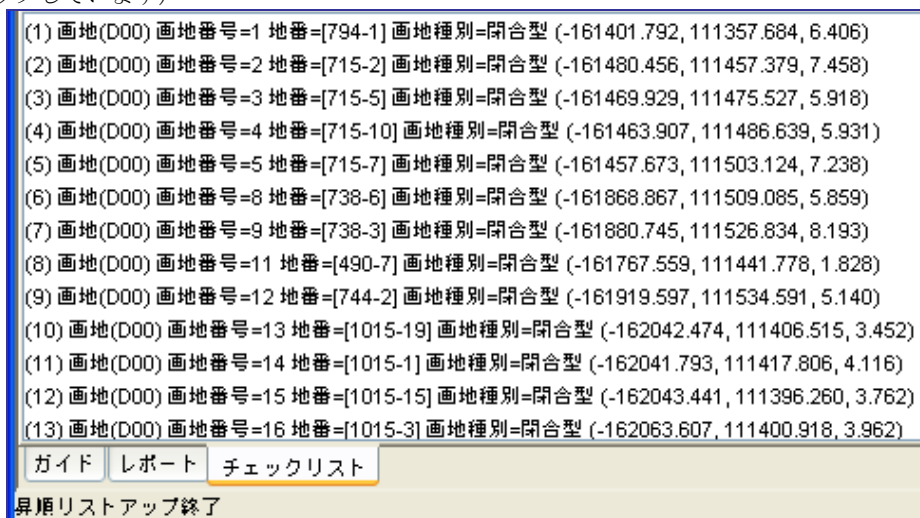 (1) 画地(D00) 画地番号=1 地番=[794-1] 画地種別=閉合型 (-161401.792, 111357.684, 6.406)
(2) 画地(D00) 画地番号=2 地番=[715-2] 画地種別=閉合型 (-161480.456, 111457.379, 7.458)
(3) 画地(D00) 画地番号=3 地番=[715-5] 画地種別=閉合型 (-161469.929, 111475.527, 5.918)
(4) 画地(D00) 画地番号=4 地番=[715-10] 画地種別=閉合型 (-161463.907, 111486.639, 5.931)
(5) 画地(D00) 画地番号=5 地番=[715-7] 画地種別=閉合型 (-161457.673, 111503.124, 7.238)
(6) 画地(D00) 画地番号=8 地番=[738-6] 画地種別=閉合型 (-161868.867, 111509.085, 5.859)
(7) 画地(D00) 画地番号=9 地番=[738-3] 画地種別=閉合型 (-161880.745, 111526.834, 8.193)
(8) 画地(D00) 画地番号=11 地番=[490-7] 画地種別=閉合型 (-161767.559, 111441.778, 1.828)
(9) 画地(D00) 画地番号=12 地番=[744-2] 画地種別=閉合型 (-161919.597, 111534.591, 5.140)
(10) 画地(D00) 画地番号=13 地番=[1015-19] 画地種別=閉合型 (-162042.474, 111406.515, 3.452)
(11) 画地(D00) 画地番号=14 地番=[1015-1] 画地種別=閉合型 (-162041.793, 111417.806, 4.116)
(12) 画地(D00) 画地番号=15 地番=[1015-15] 画地種別=閉合型 (-162043.441, 111396.260, 3.762)
(13) 画地(D00) 画地番号=16 地番=[1015-3] 画地種別=閉合型 (-162063.607, 111400.918, 3.962)
ガイド レポート チェックリスト
昇順リストアップ終了